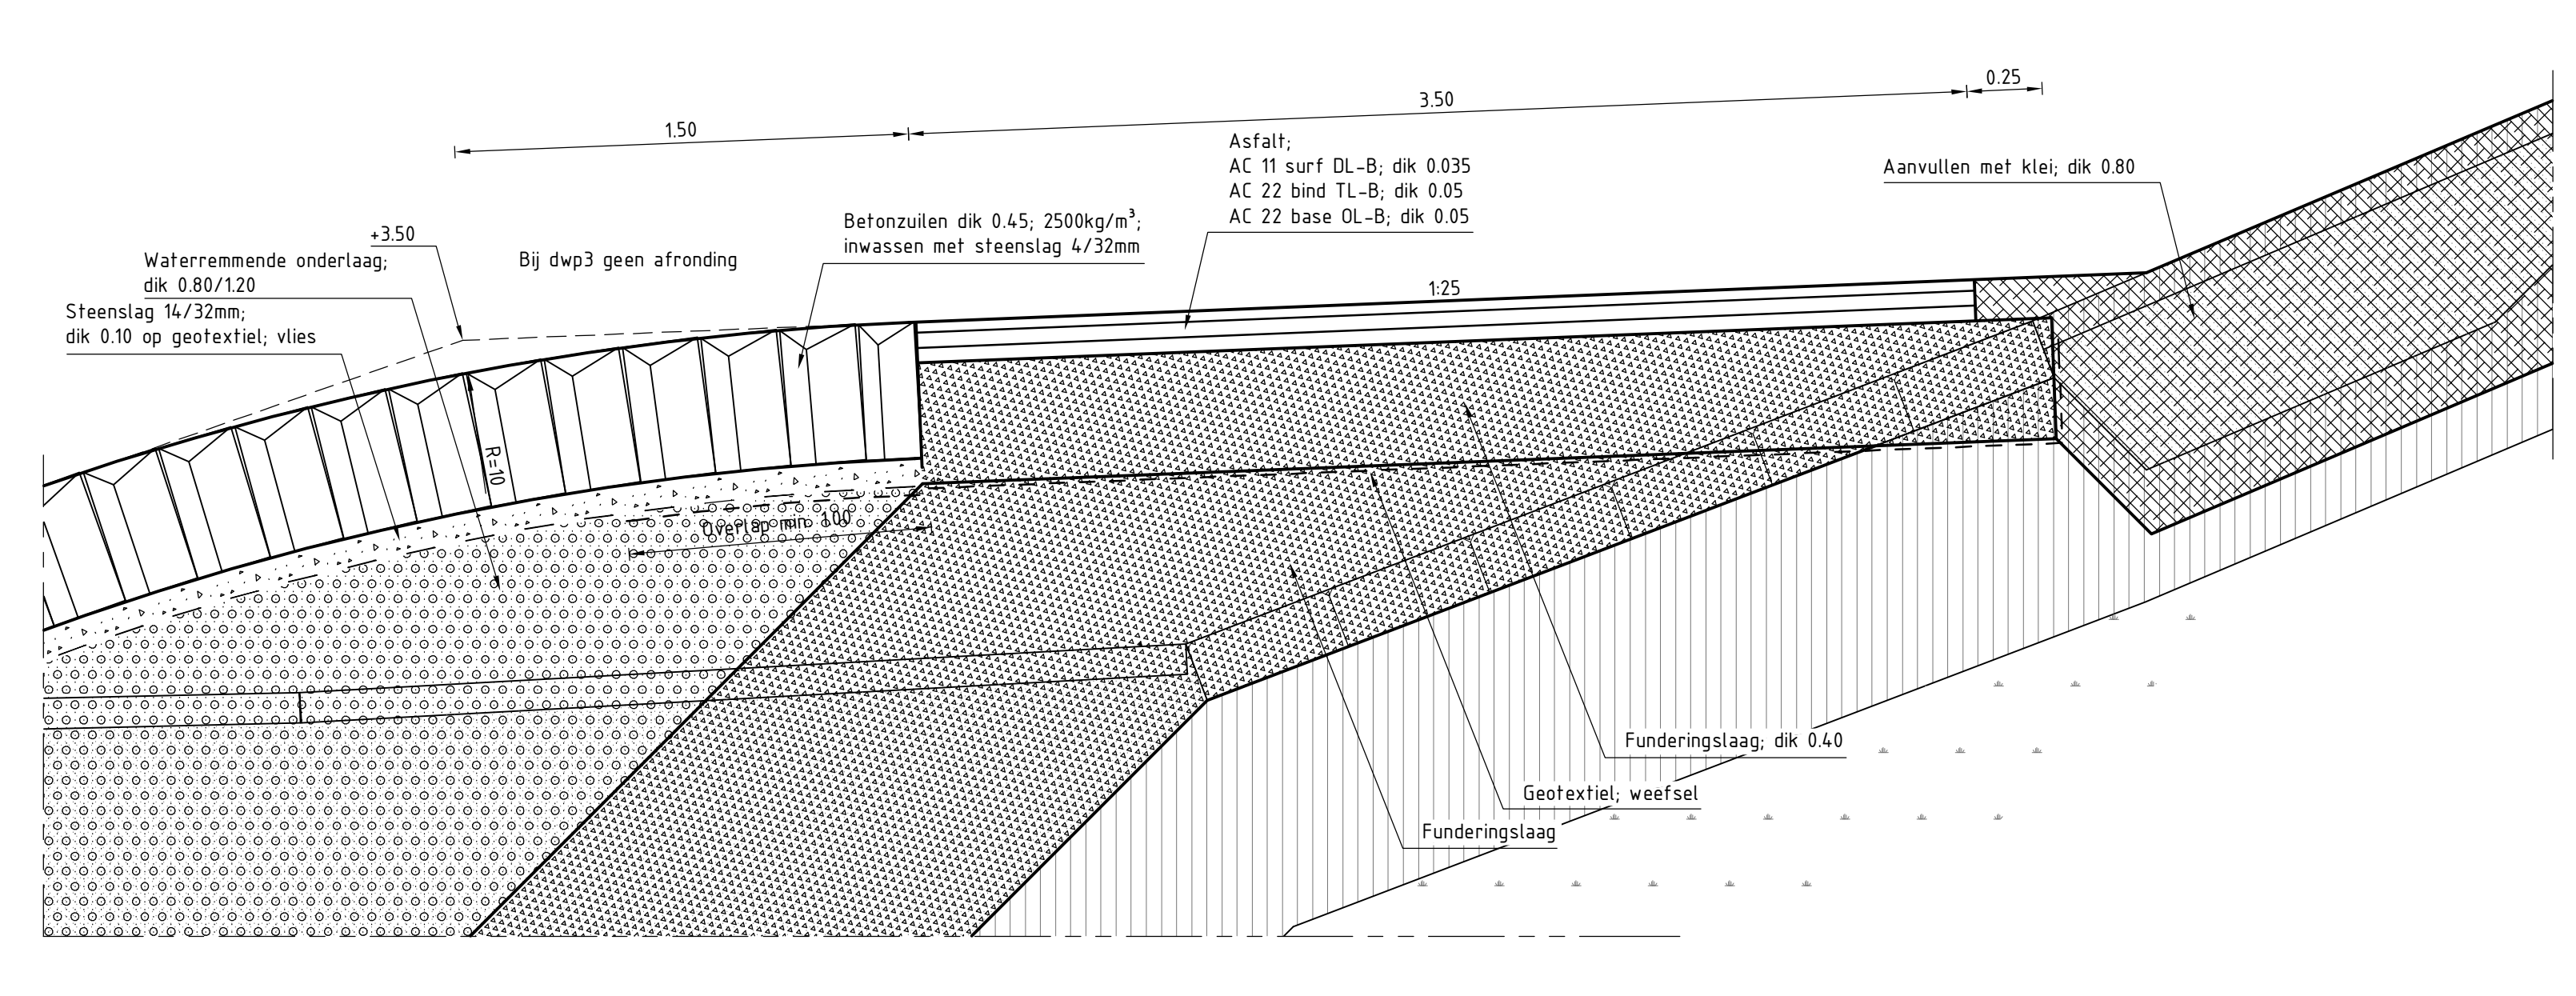 0.25
3.50
1.50
Asfalt;
AC 11 surf DL-B; dik 0.035
AC 22 bind TL-B; dik 0.05
AC 22 base OL-B; dik 0.05
Aanvullen met klei; dik 0.80
Betonzuilen dik 0.45; 2500kg/m³;
inwassen met steenslag 4/32mm
+3.50
Bij dwp3 geen afronding
Waterremmende onderlaag;
dik 0.80/1.20
Steenslag 14/32mm;
dik 0.10 op geotextiel; vlies
1:25
R=10
Overlap min. 1.00
Funderingslaag; dik 0.40
Geotextiel; weefsel
Funderingslaag